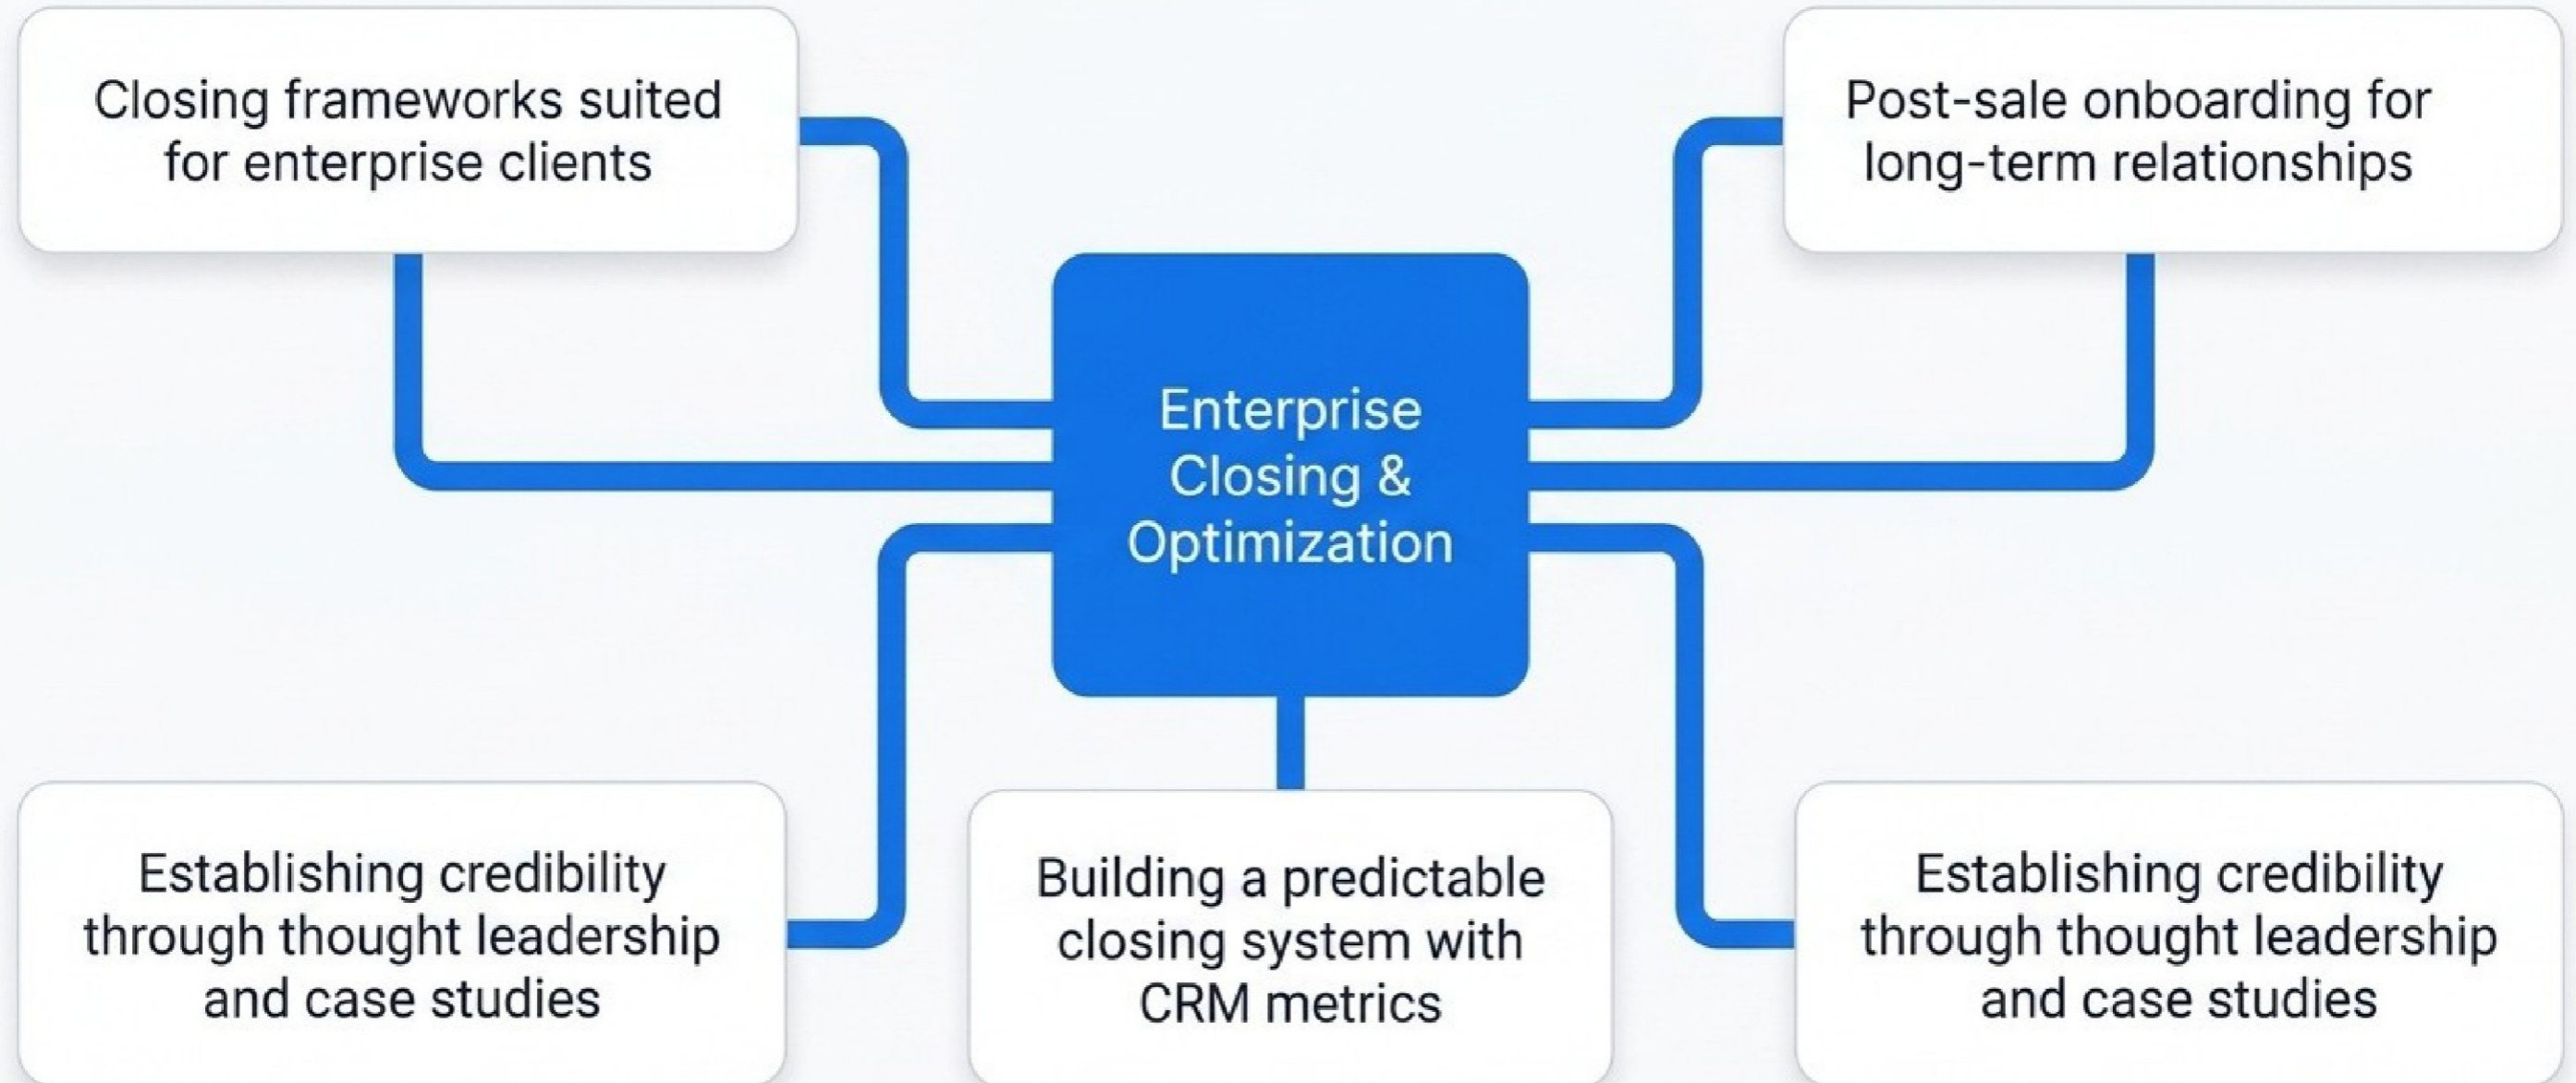 Closing frameworks suited
for enterprise clients
Post-sale onboarding for
long-term relationships
Enterprise
Closing &
Optimization
Establishing credibility
through thought leadership
and case studies
Building a predictable
closing system with
CRM metrics
Establishing credibility
through thought leadership
and case studies